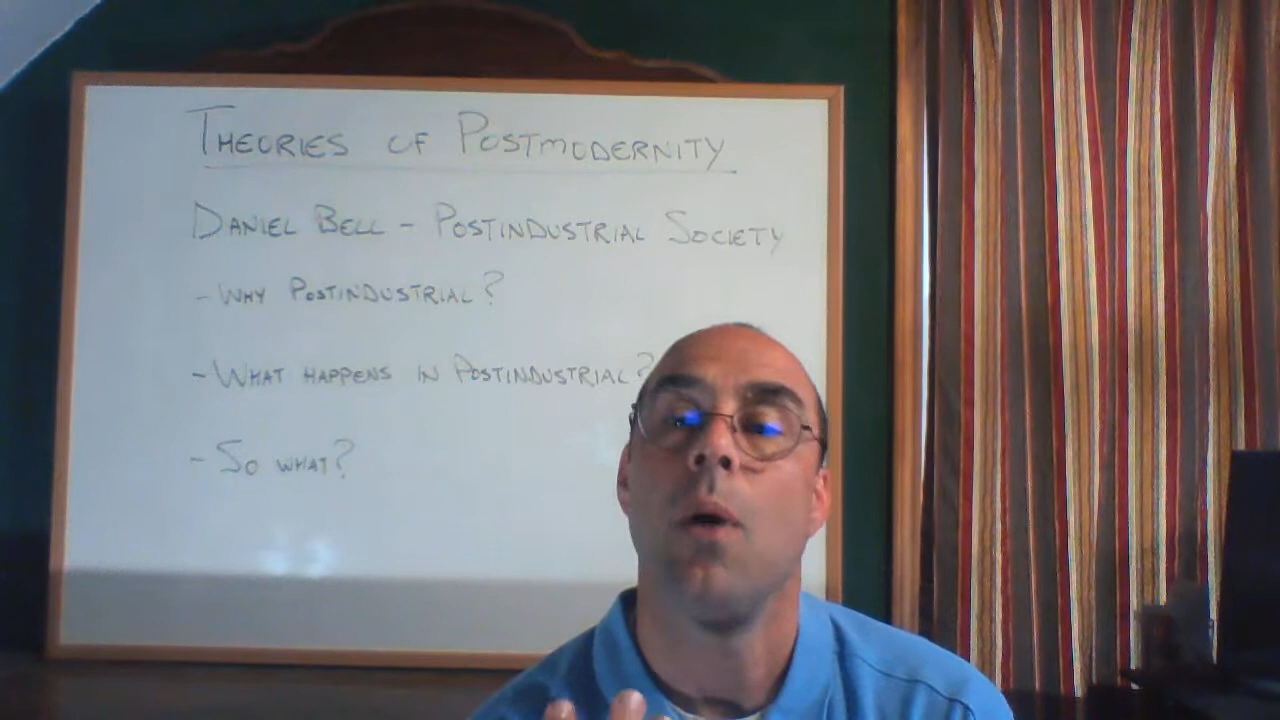 THEORIES OF POSTMODERNITY
DANIEL BELL - POSTINDUSTRIAL SOCIETY
- WHY POSTINDUSTRIAL?
- WHAT HAPPENS IN POSTINDUSTRIAL?
- SO WHAT?